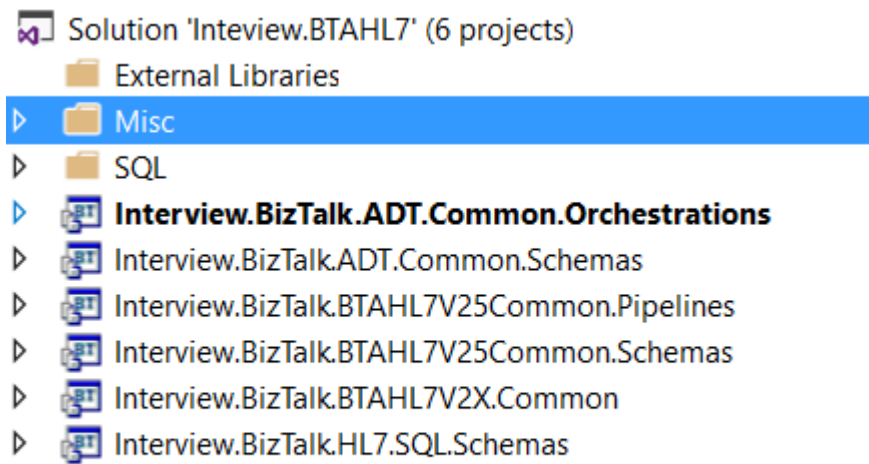 Solution 'Inteview.BTAHL7' (6 projects)
External Libraries
Misc
SQL
Interview.BizTalk.ADT.Common.Orchestrations
Interview.BizTalk.ADT.Common.Schemas
Interview.BizTalk.BTAHL7V25Common.Pipelines
Interview.BizTalk.BTAHL7V25Common.Schemas
Interview.BizTalk.BTAHL7V2X.Common
Interview.BizTalk.HL7.SQL.Schemas